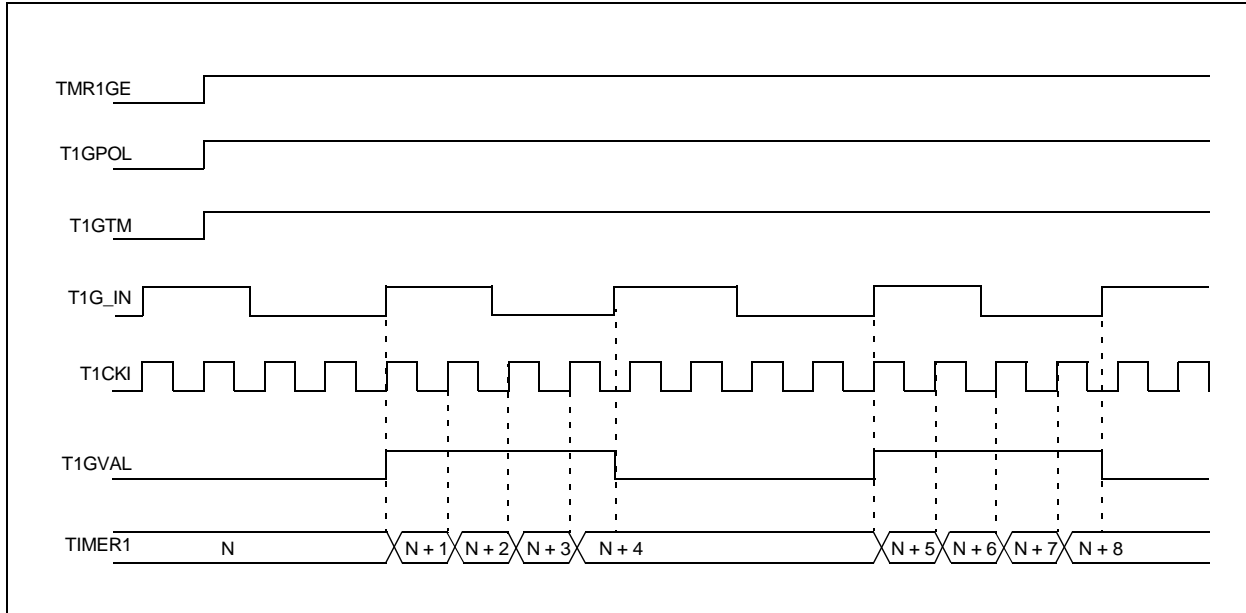 TMR1GE
T1GPOL
T1GTM
T1G_IN
T1CKI
T1GVAL
TIMER1 N N + 1 N + 2 N + 3 N + 4 N + 5 N + 6 N + 7 N + 8